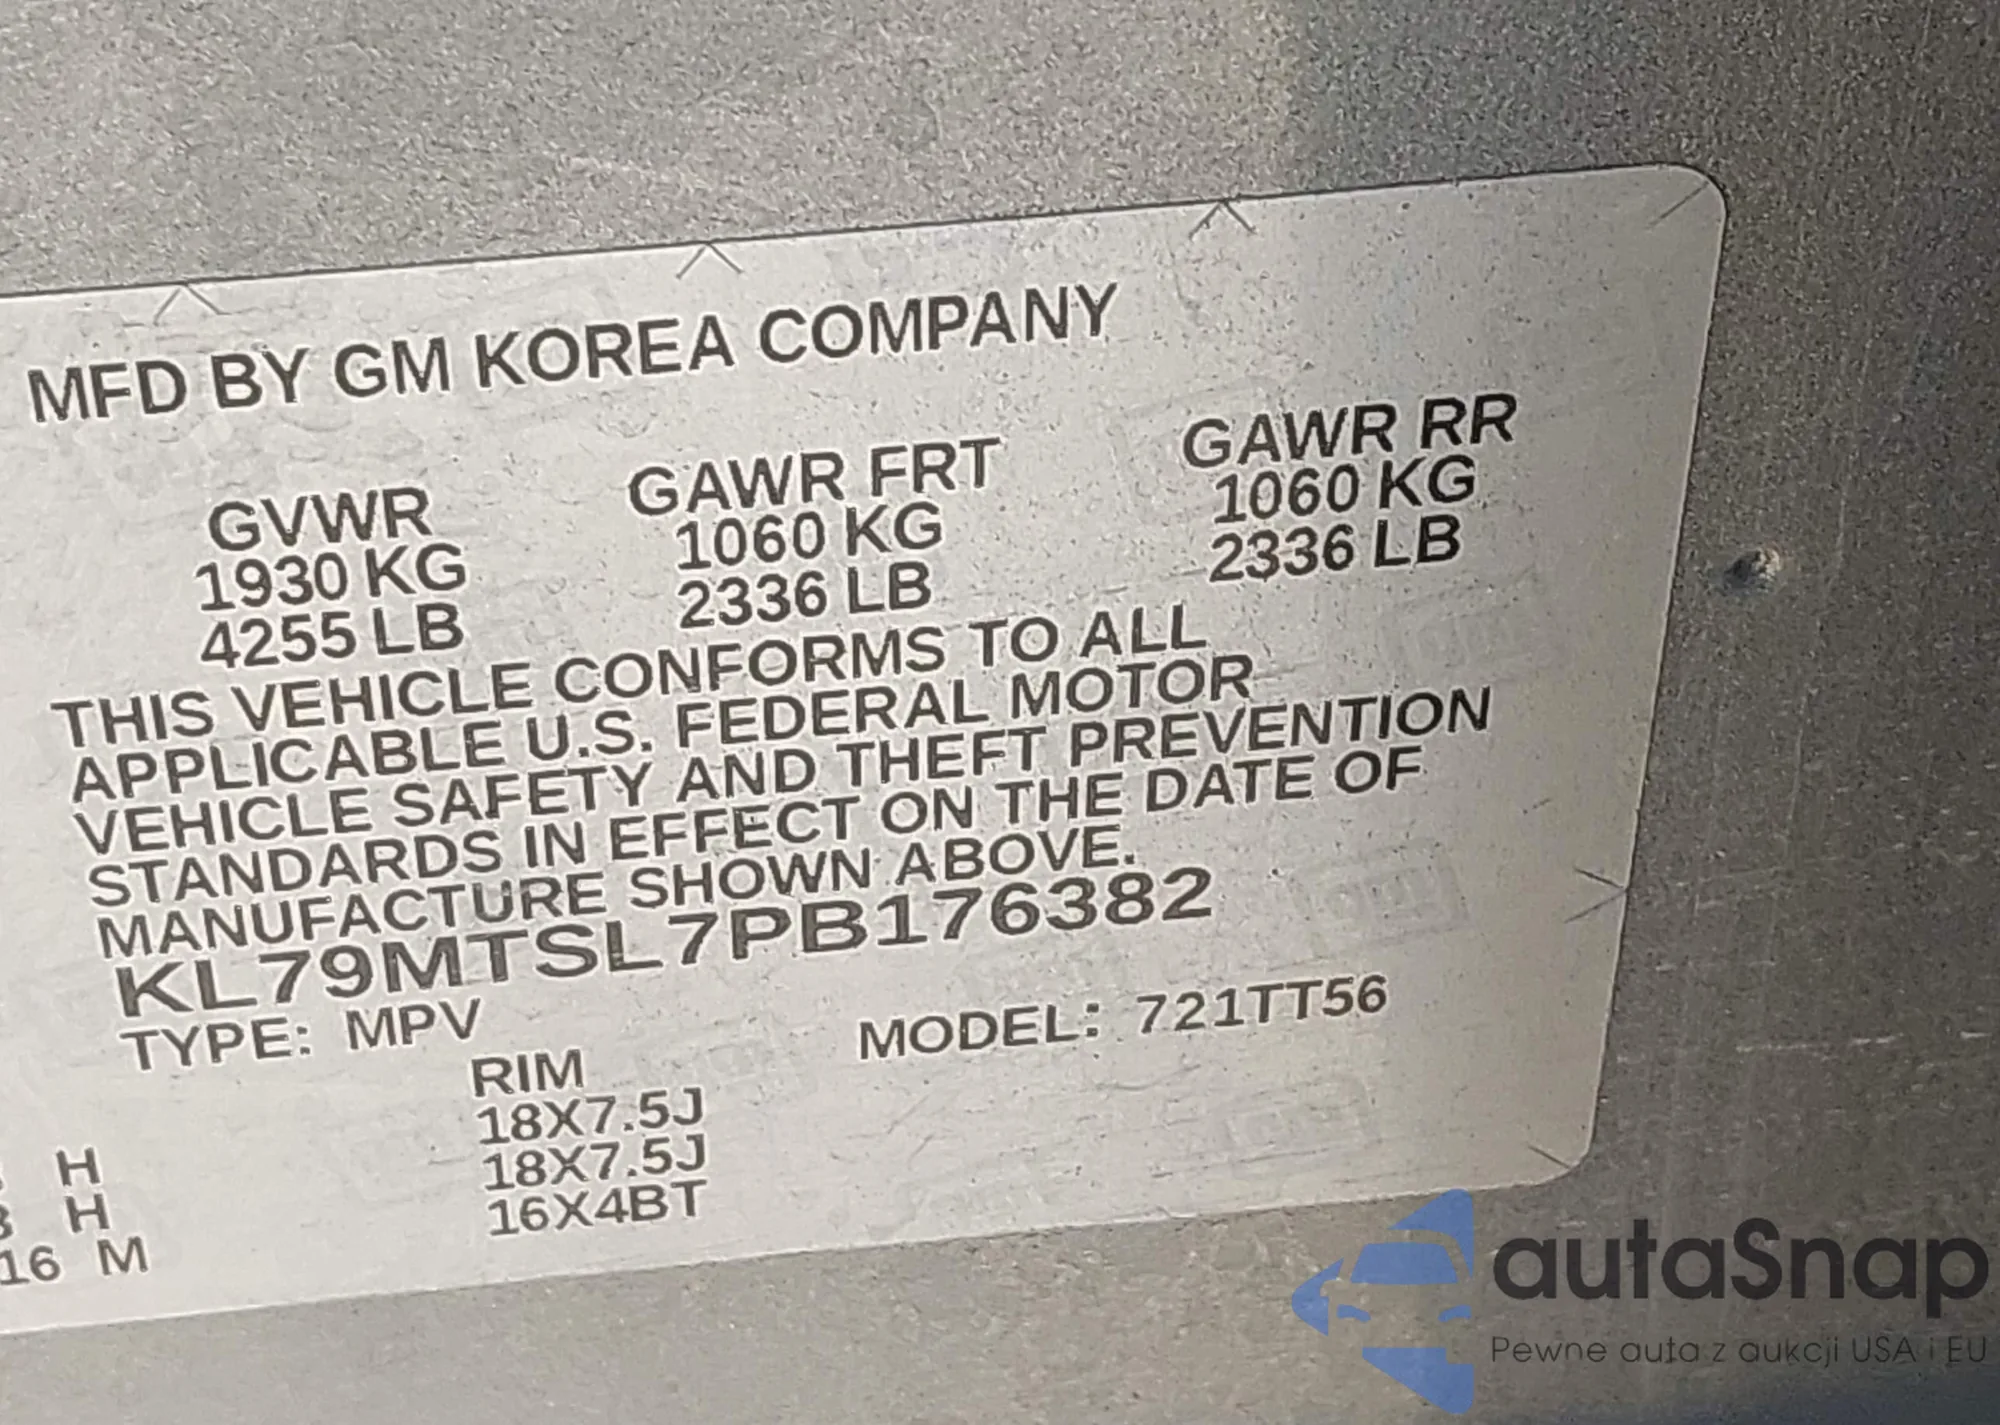 MFD BY GM KOREA COMPANY
GVWR GAWR FRT GAWR RR
1930 KG 1060 KG 1060 KG
4255 LB 2336 LB 2336 LB
THIS VEHICLE CONFORMS TO ALL
APPLICABLE U.S. FEDERAL MOTOR
VEHICLE SAFETY AND THEFT PREVENTION
STANDARDS IN EFFECT ON THE DATE OF
MANUFACTURE SHOWN ABOVE.
KL79MTSL7PB176382
TYPE: MPV MODEL: 721TT56
RIM
18X7.5J
H 18X7.5J
H 16X4BT
16 M
autaSnap
Pewne auta z aukcji USA i EU